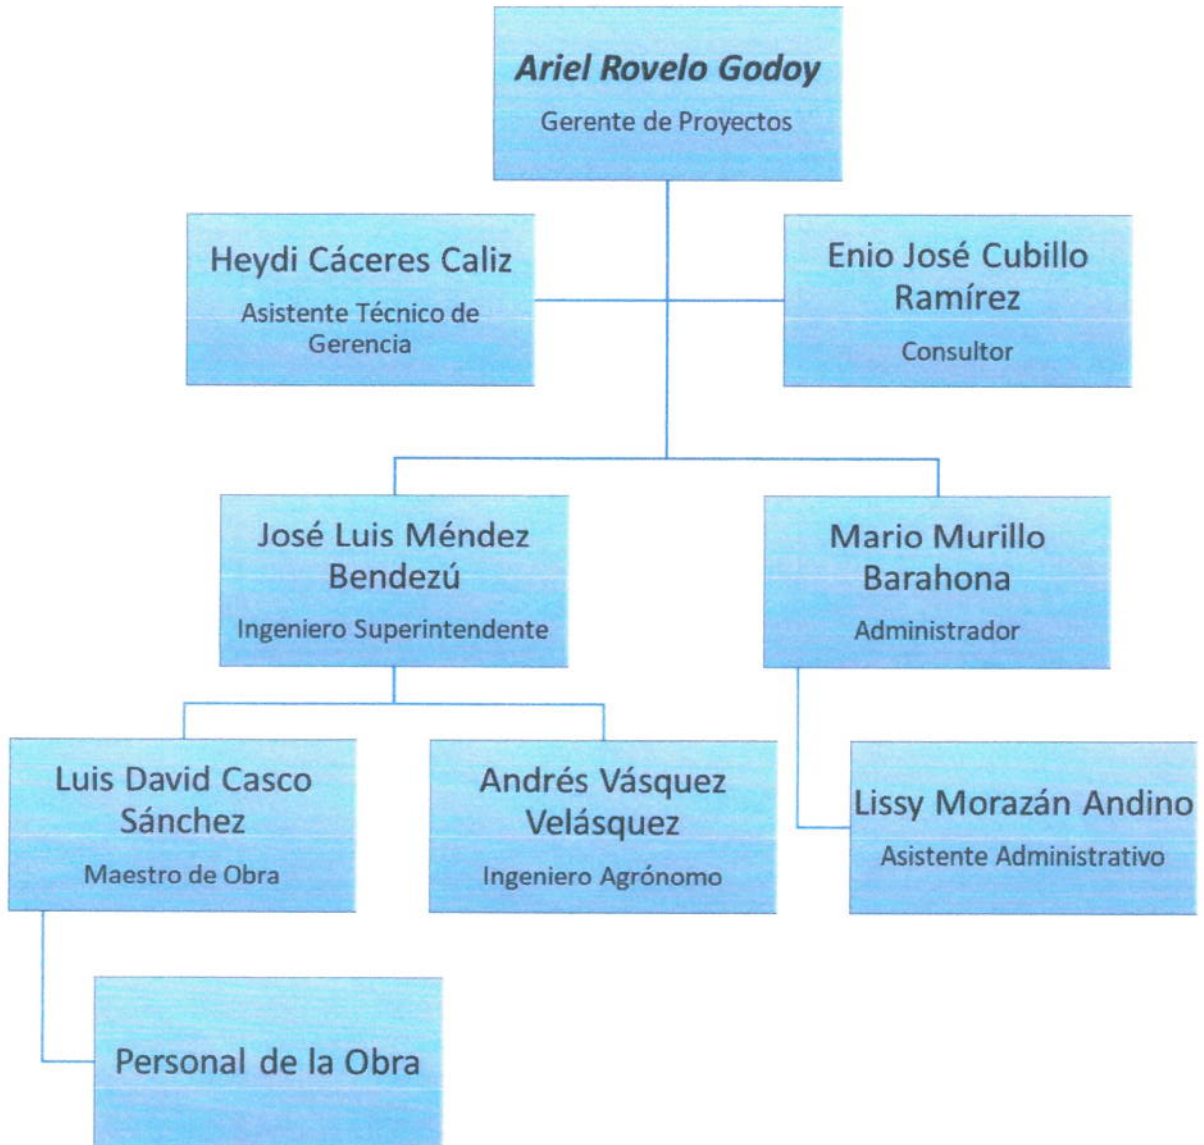 Ariel Rovelo Godoy
Gerente de Proyectos
Heydi Cáceres Caliz
Asistente Técnico de
Gerencia
Enio José Cubillo
Ramírez
Consultor
José Luis Méndez
Bendezú
Ingeniero Superintendente
Mario Murillo
Barahona
Administrador
Luis David Casco
Sánchez
Maestro de Obra
Andrés Vásquez
Velásquez
Ingeniero Agrónomo
Lissy Morazán Andino
Asistente Administrativo
Personal de la Obra